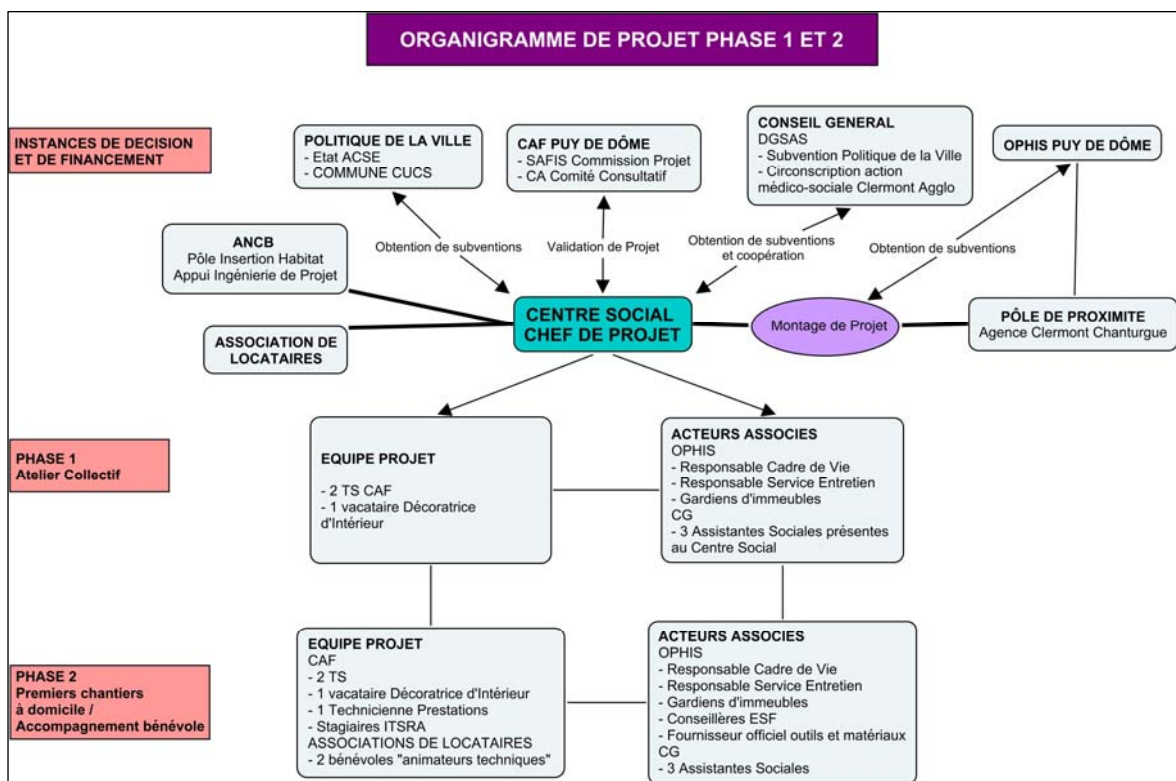 ORGANIGRAMME DE PROJET PHASE 1 ET 2
INSTANCES DE DECISION
ET DE FINANCEMENT
POLITIQUE DE LA VILLE
- Etat ACSE
- COMMUNE CUCS
CAF PUY DE DÔME
- SAFIS Commission Projet
- CA Comité Consultatif
CONSEIL GENERAL
DGSAS
- Subvention Politique de la Ville
- Circonscription action
médico-sociale Clermont Agglo
OPHIS PUY DE DÔME
ANCB
Pôle Insertion Habitat
Appui Ingénierie de Projet
Obtention de subventions
Validation de Projet
Obtention de subventions
et coopération
Obtention de subventions
ASSOCIATION DE
LOCATAIRES
CENTRE SOCIAL
CHEF DE PROJET
Montage de Projet
PÔLE DE PROXIMITE
Agence Clermont Chanturgue
PHASE 1
Atelier Collectif
EQUIPE PROJET
- 2 TS CAF
- 1 vacataire Décoratrice
d'Intérieur
ACTEURS ASSOCIES
OPHIS
- Responsable Cadre de Vie
- Responsable Service Entretien
- Gardiens d'immeubles
CG
- 3 Assistantes Sociales présentes
au Centre Social
PHASE 2
Premiers chantiers
à domicile /
Accompagnement bénévole
EQUIPE PROJET
CAF
- 2 TS
- 1 vacataire Décoratrice d'Intérieur
- 1 Technicienne Prestations
- Stagiaires ITSRA
ASSOCIATIONS DE LOCATAIRES
- 2 bénévoles "animateurs techniques"
ACTEURS ASSOCIES
OPHIS
- Responsable Cadre de Vie
- Responsable Service Entretien
- Gardiens d'immeubles
- Conseillères ESF
- Fournisseur officiel outils et matériaux
CG
- 3 Assistantes Sociales